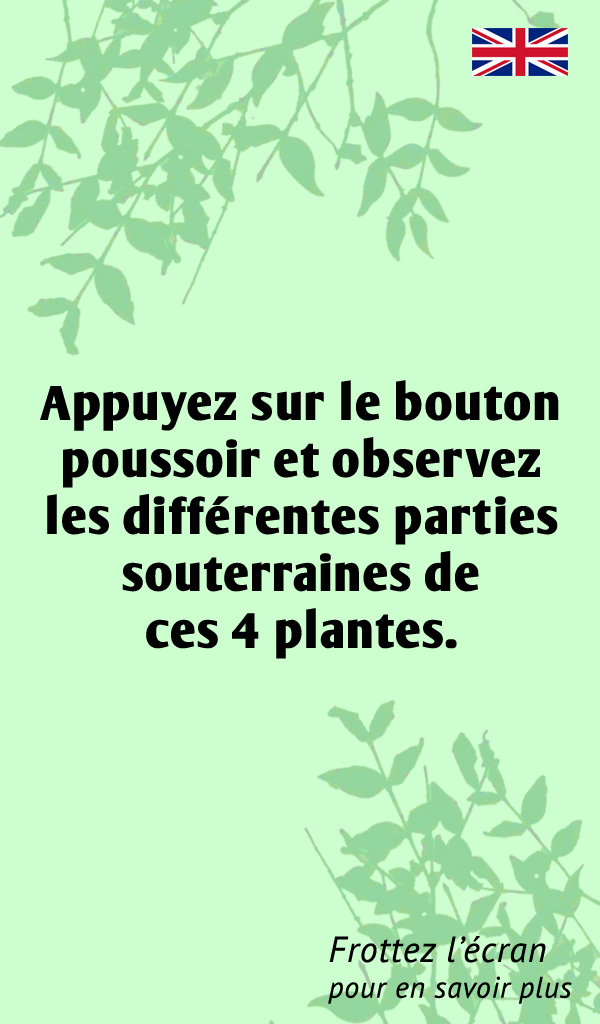 Appuyez sur le bouton
poussoir et observez
les différentes parties
souterraines de
ces 4 plantes.
Frottez l’écran
pour en savoir plus